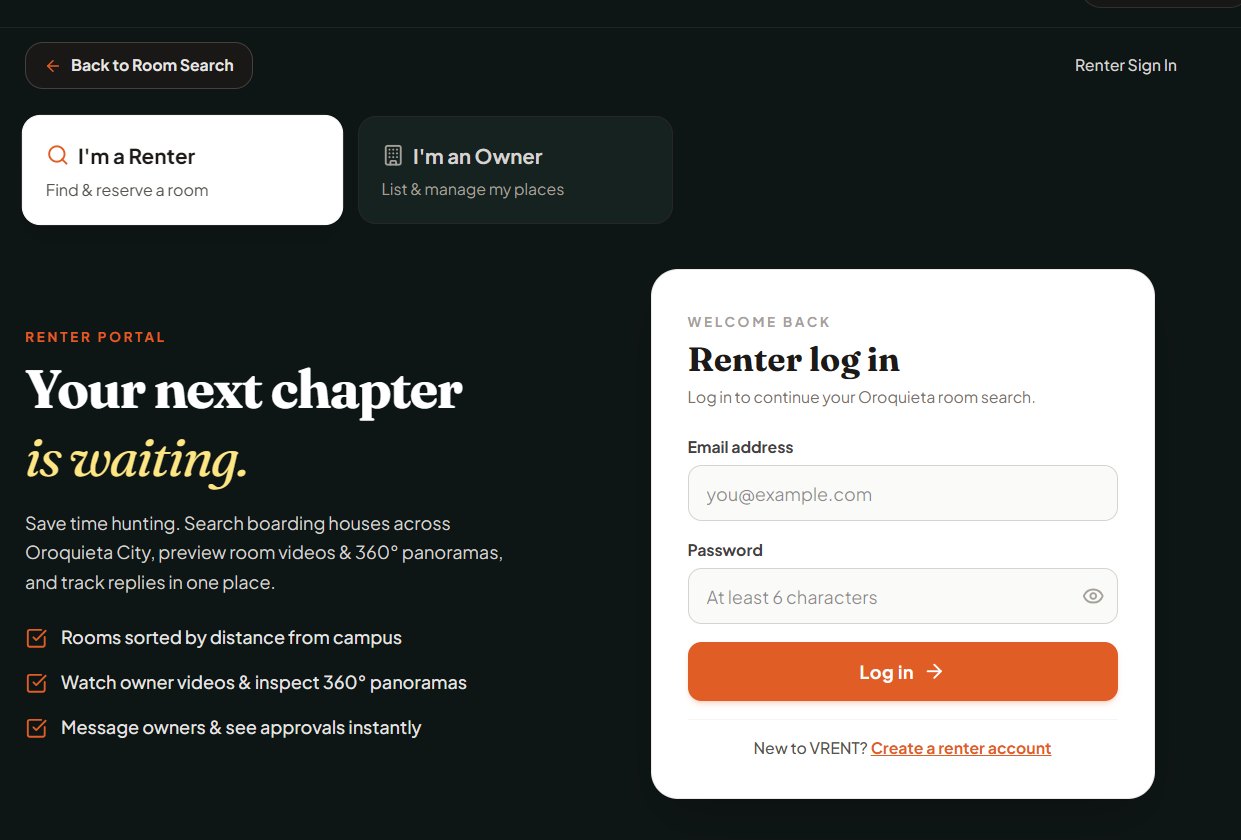 Back to Room Search
Renter Sign In
I'm a Renter
Find & reserve a room
I'm an Owner
List & manage my places
RENTER PORTAL
Your next chapter
is waiting.
Save time hunting. Search boarding houses across
Oroquieta City, preview room videos & 360° panoramas,
and track replies in one place.
Rooms sorted by distance from campus
Watch owner videos & inspect 360° panoramas
Message owners & see approvals instantly
WELCOME BACK
Renter log in
Log in to continue your Oroquieta room search.
Email address
you@example.com
Password
At least 6 characters
Log in
New to VRENT? Create a renter account